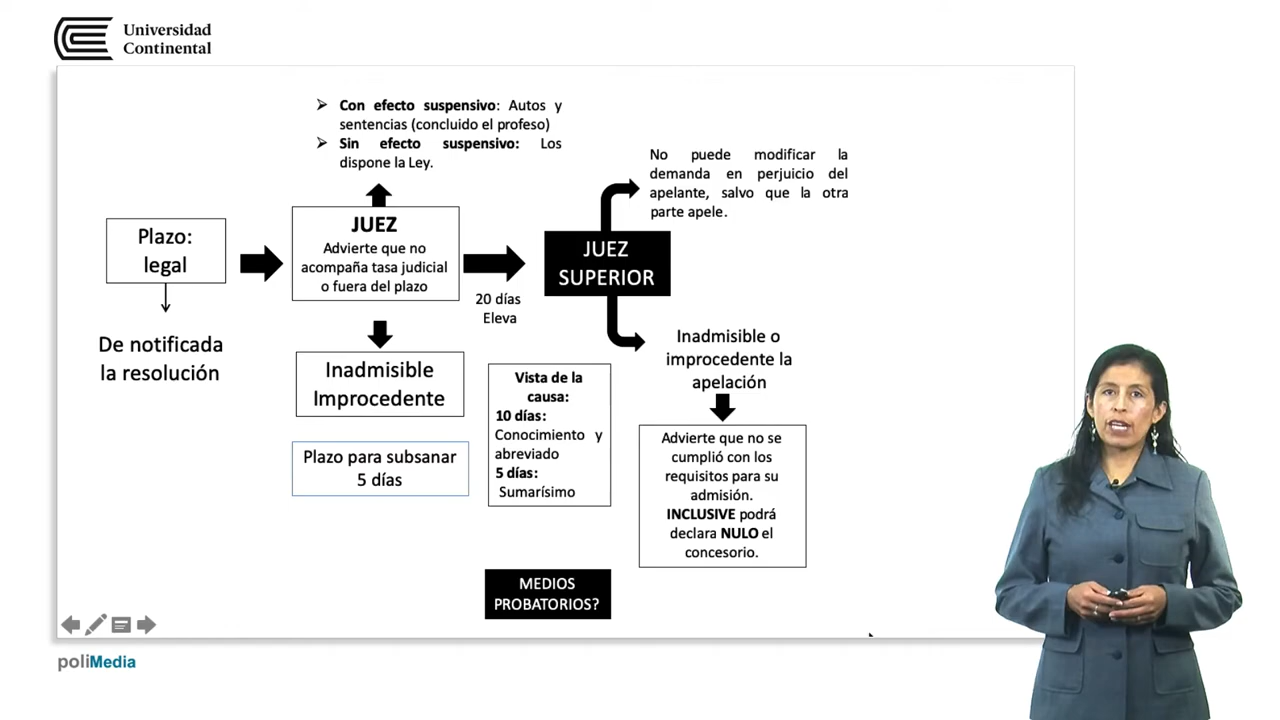 Universidad
Continental
Con efecto suspensivo: Autos y
sentencias (concluido el profeso)
Sin efecto suspensivo: Los
dispone la Ley.
No puede modificar la
demanda en perjuicio del
apelante, salvo que la otra
parte apele.
Plazo:
legal
JUEZ
Advierte que no
acompaña tasa judicial
o fuera del plazo
JUEZ
SUPERIOR
20 días
Eleva
De notificada
la resolución
Inadmisible
Improcedente
Inadmisible o
improcedente la
apelación
Vista de la
causa:
10 días:
Conocimiento y
abreviado
5 días:
Sumarísimo
Plazo para subsanar
5 días
Advierte que no se
cumplió con los
requisitos para su
admisión.
INCLUSIVE podrá
declara NULO el
concesorio.
MEDIOS
PROBATORIOS?
poliMedia